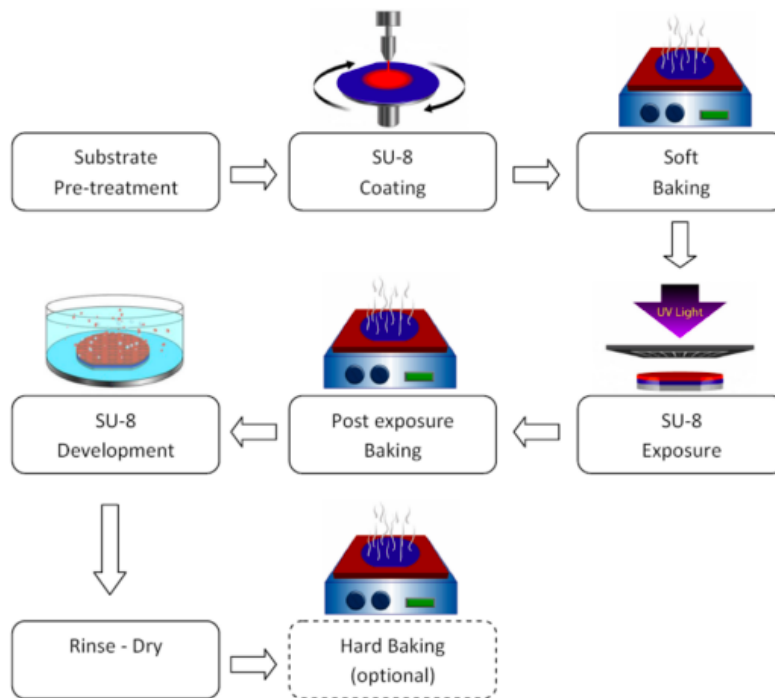 Substrate
Pre-treatment
SU-8
Coating
Soft
Baking
UV Light
SU-8
Exposure
Post exposure
Baking
SU-8
Development
Rinse - Dry
Hard Baking
(optional)